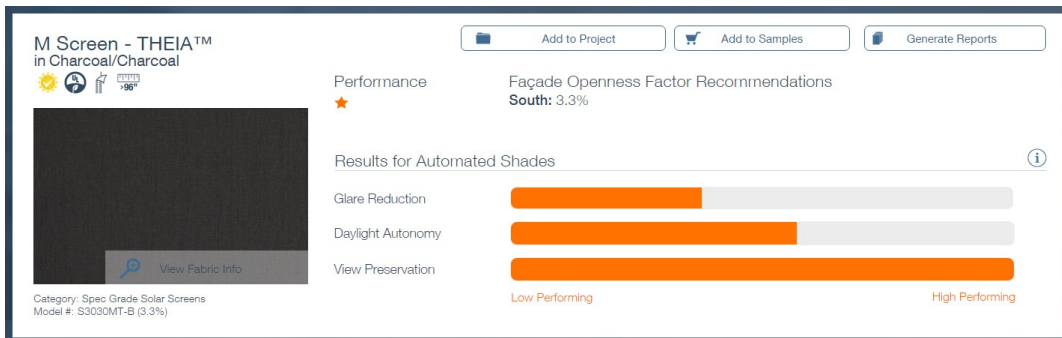 M Screen - THEIA™
in Charcoal/Charcoal
>96"
Add to Project
Add to Samples
Generate Reports
Performance
Façade Openness Factor Recommendations
South: 3.3%
Results for Automated Shades
i
Glare Reduction
Daylight Autonomy
View Preservation
Low Performing
High Performing
View Fabric Info
Category: Spec Grade Solar Screens
Model #: S3030MT-B (3.3%)